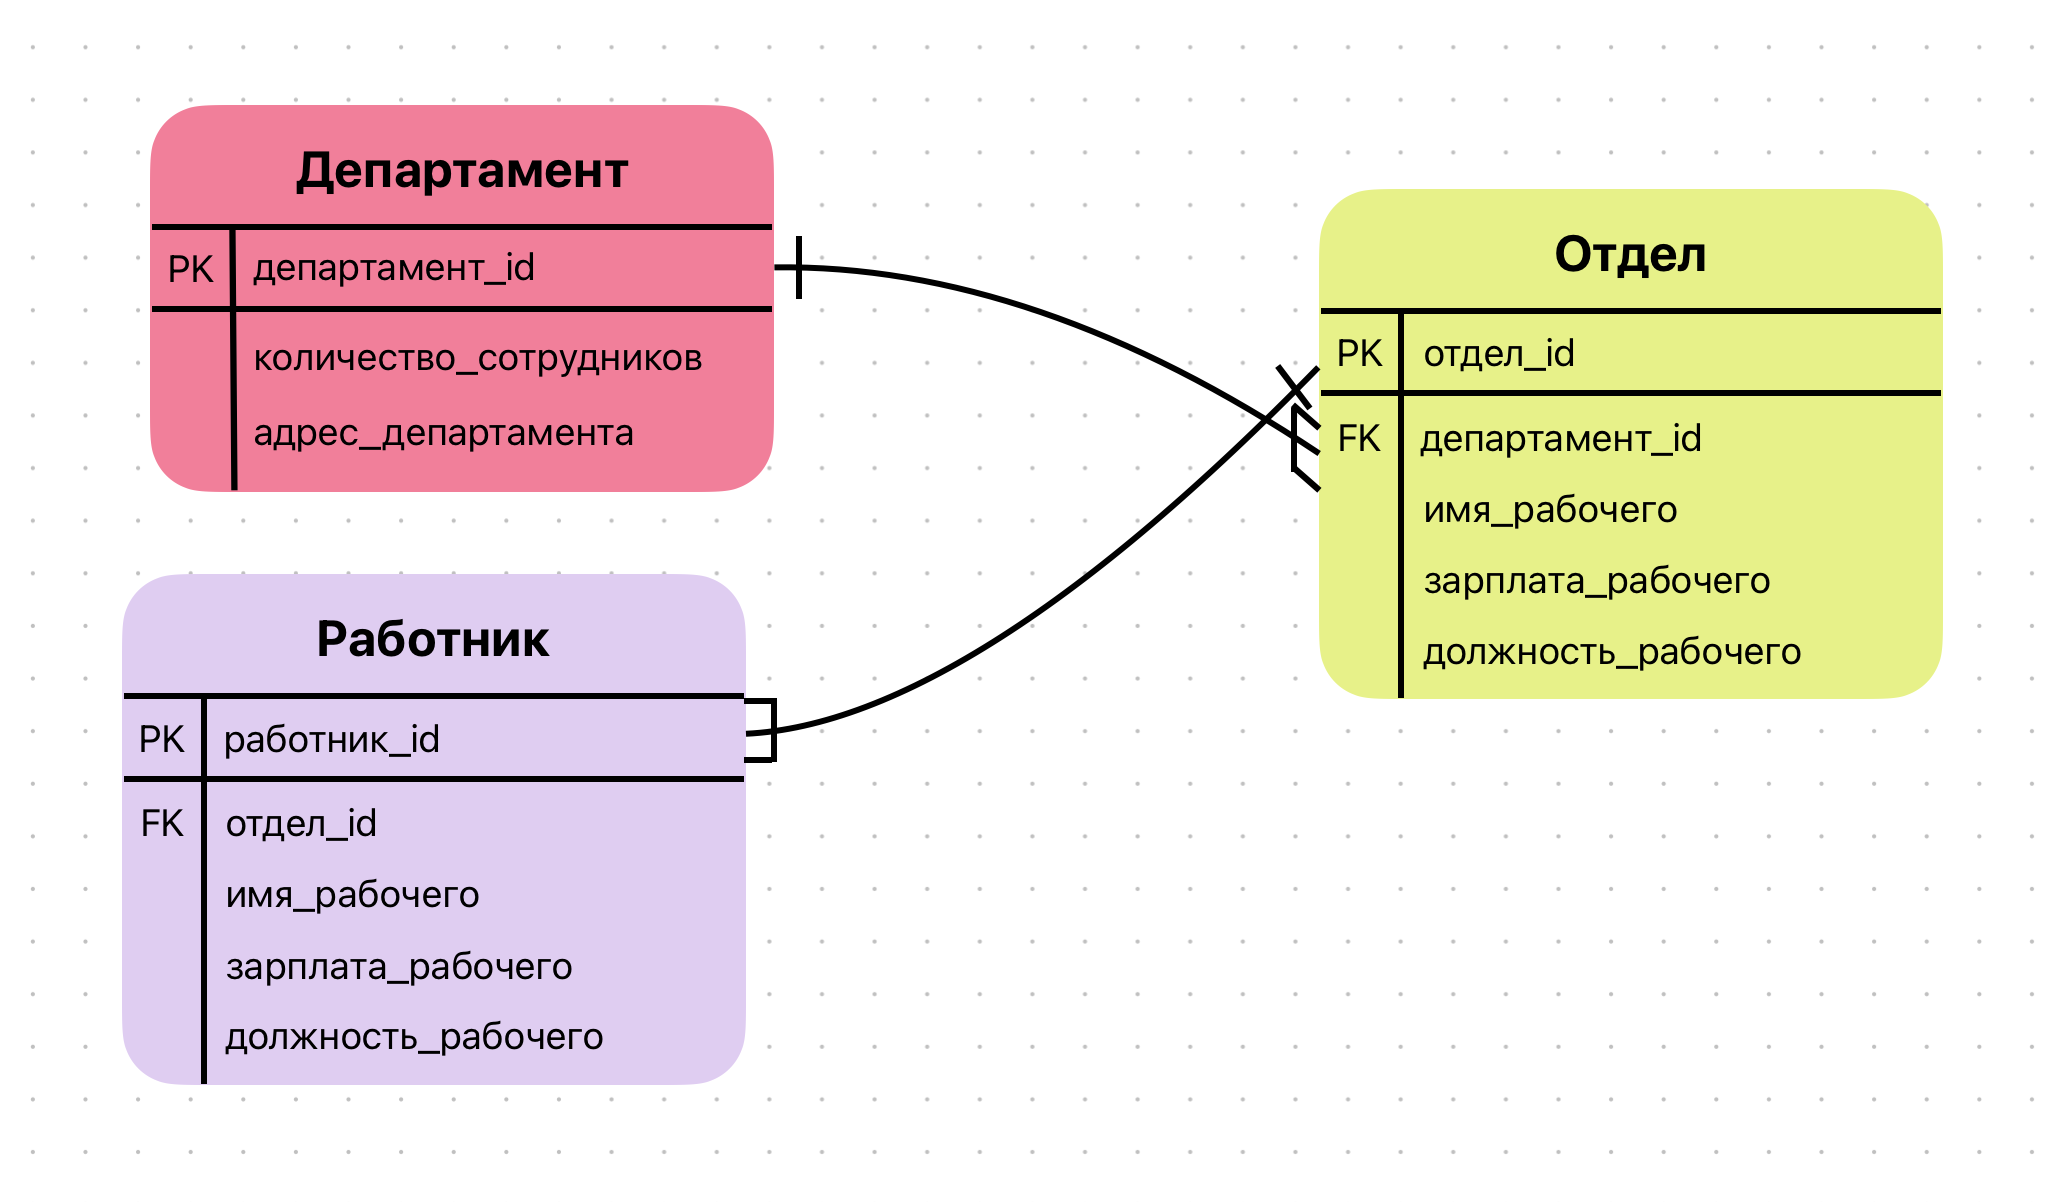 Департамент
PK департамент_id
количество_сотрудников
адрес_департамента
Отдел
PK отдел_id
FK департамент_id
имя_рабочего
зарплата_рабочего
должность_рабочего
Работник
PK работник_id
FK отдел_id
имя_рабочего
зарплата_рабочего
должность_рабочего